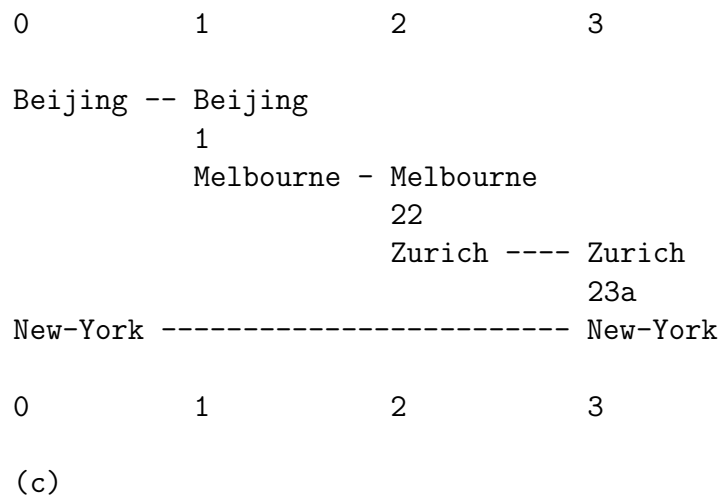 0 1 2 3
Beijing -- Beijing
1
Melbourne - Melbourne
22
Zurich ---- Zurich
23a
New-York ------------------------- New-York
0 1 2 3
(c)